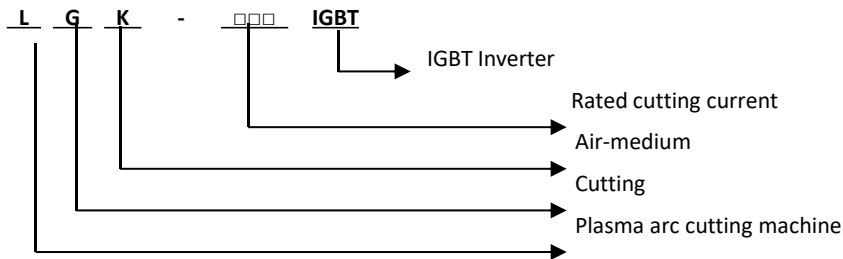 L G K - □□□ IGBT
IGBT Inverter
Rated cutting current
Air-medium
Cutting
Plasma arc cutting machine